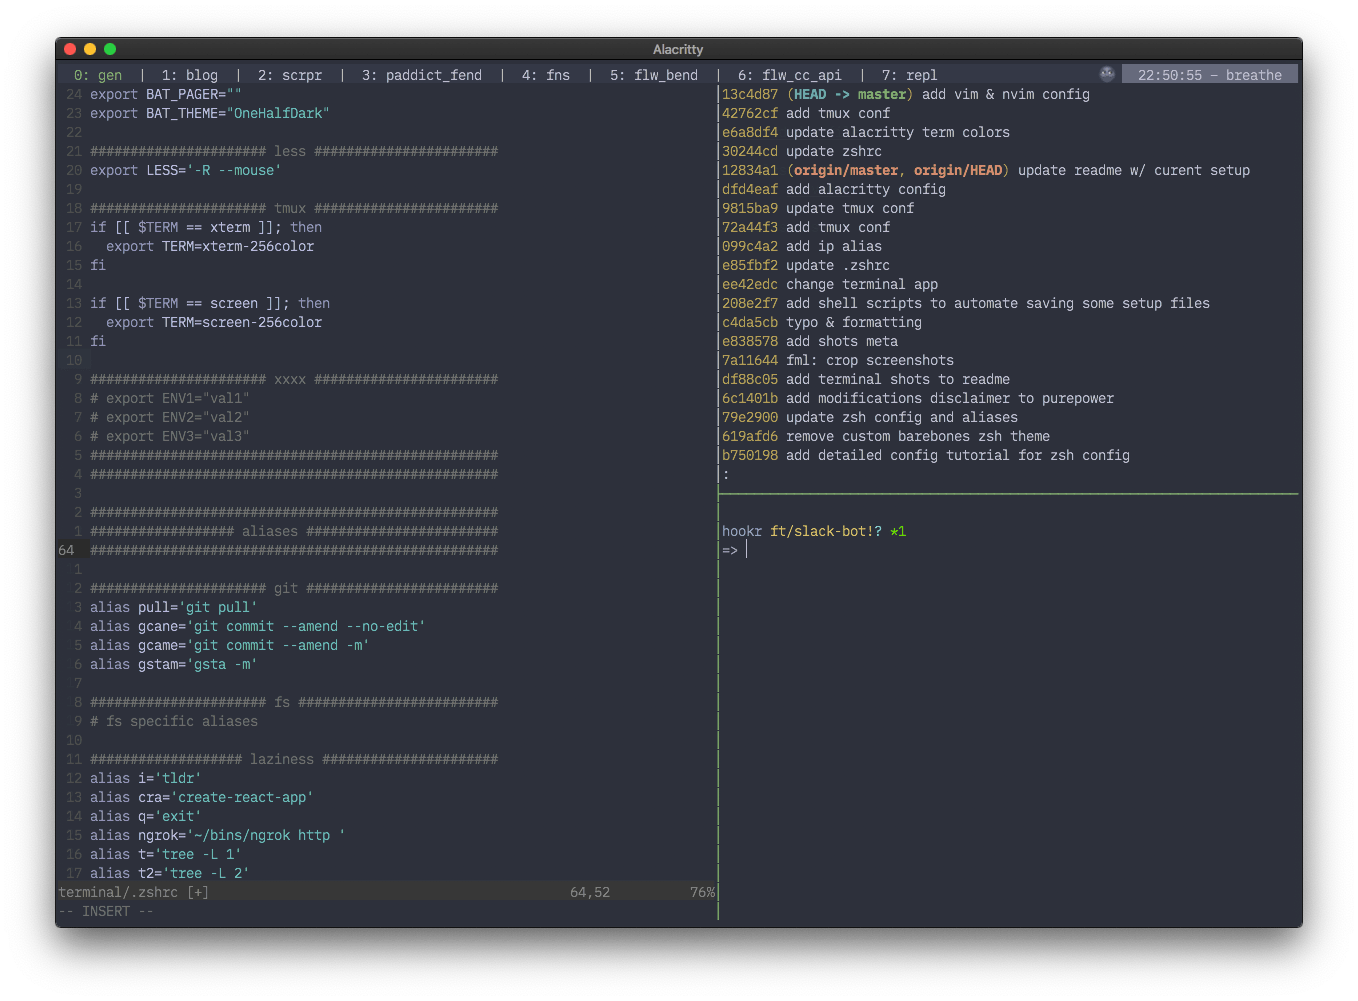 Alacritty
0: gen | 1: blog | 2: scrpr | 3: paddict_fend | 4: fns | 5: flw_bend | 6: flw_cc_api | 7: repl 22:50:55 - breathe
24 export BAT_PAGER=""
23 export BAT_THEME="OneHalfDark"
22
21 ###################### less #######################
20 export LESS='-R --mouse'
19
18 ###################### tmux #######################
17 if [[ $TERM == xterm ]]; then
16   export TERM=xterm-256color
15 fi
14
13 if [[ $TERM == screen ]]; then
12   export TERM=screen-256color
11 fi
10
9 ###################### xxxx #######################
8 # export ENV1="val1"
7 # export ENV2="val2"
6 # export ENV3="val3"
5 ###################################################
4 ###################################################
3
2 ###################################################
1 ################## aliases ########################
64 ###################################################
1
2 ###################### git ########################
3 alias pull='git pull'
4 alias gcane='git commit --amend --no-edit'
5 alias gcame='git commit --amend -m'
6 alias gstam='gsta -m'
7
8 ###################### fs #########################
9 # fs specific aliases
10
11 ################### laziness ######################
12 alias i='tldr'
13 alias cra='create-react-app'
14 alias q='exit'
15 alias ngrok='~/bins/ngrok http '
16 alias t='tree -L 1'
17 alias t2='tree -L 2'
terminal/.zshrc [+] 64,52 76%
-- INSERT --
13c4d87 (HEAD -> master) add vim & nvim config
42762cf add tmux conf
e6a8df4 update alacritty term colors
30244cd update zshrc
12834a1 (origin/master, origin/HEAD) update readme w/ curent setup
dfd4eaf add alacritty config
9815ba9 update tmux conf
72a44f3 add tmux conf
099c4a2 add ip alias
e85fbf2 update .zshrc
ee42edc change terminal app
208e2f7 add shell scripts to automate saving some setup files
c4da5cb typo & formatting
e838578 add shots meta
7a11644 fml: crop screenshots
df88c05 add terminal shots to readme
6c1401b add modifications disclaimer to purepower
79e2900 update zsh config and aliases
619afd6 remove custom barebones zsh theme
b750198 add detailed config tutorial for zsh config
:
hookr ft/slack-bot!? *1
=>